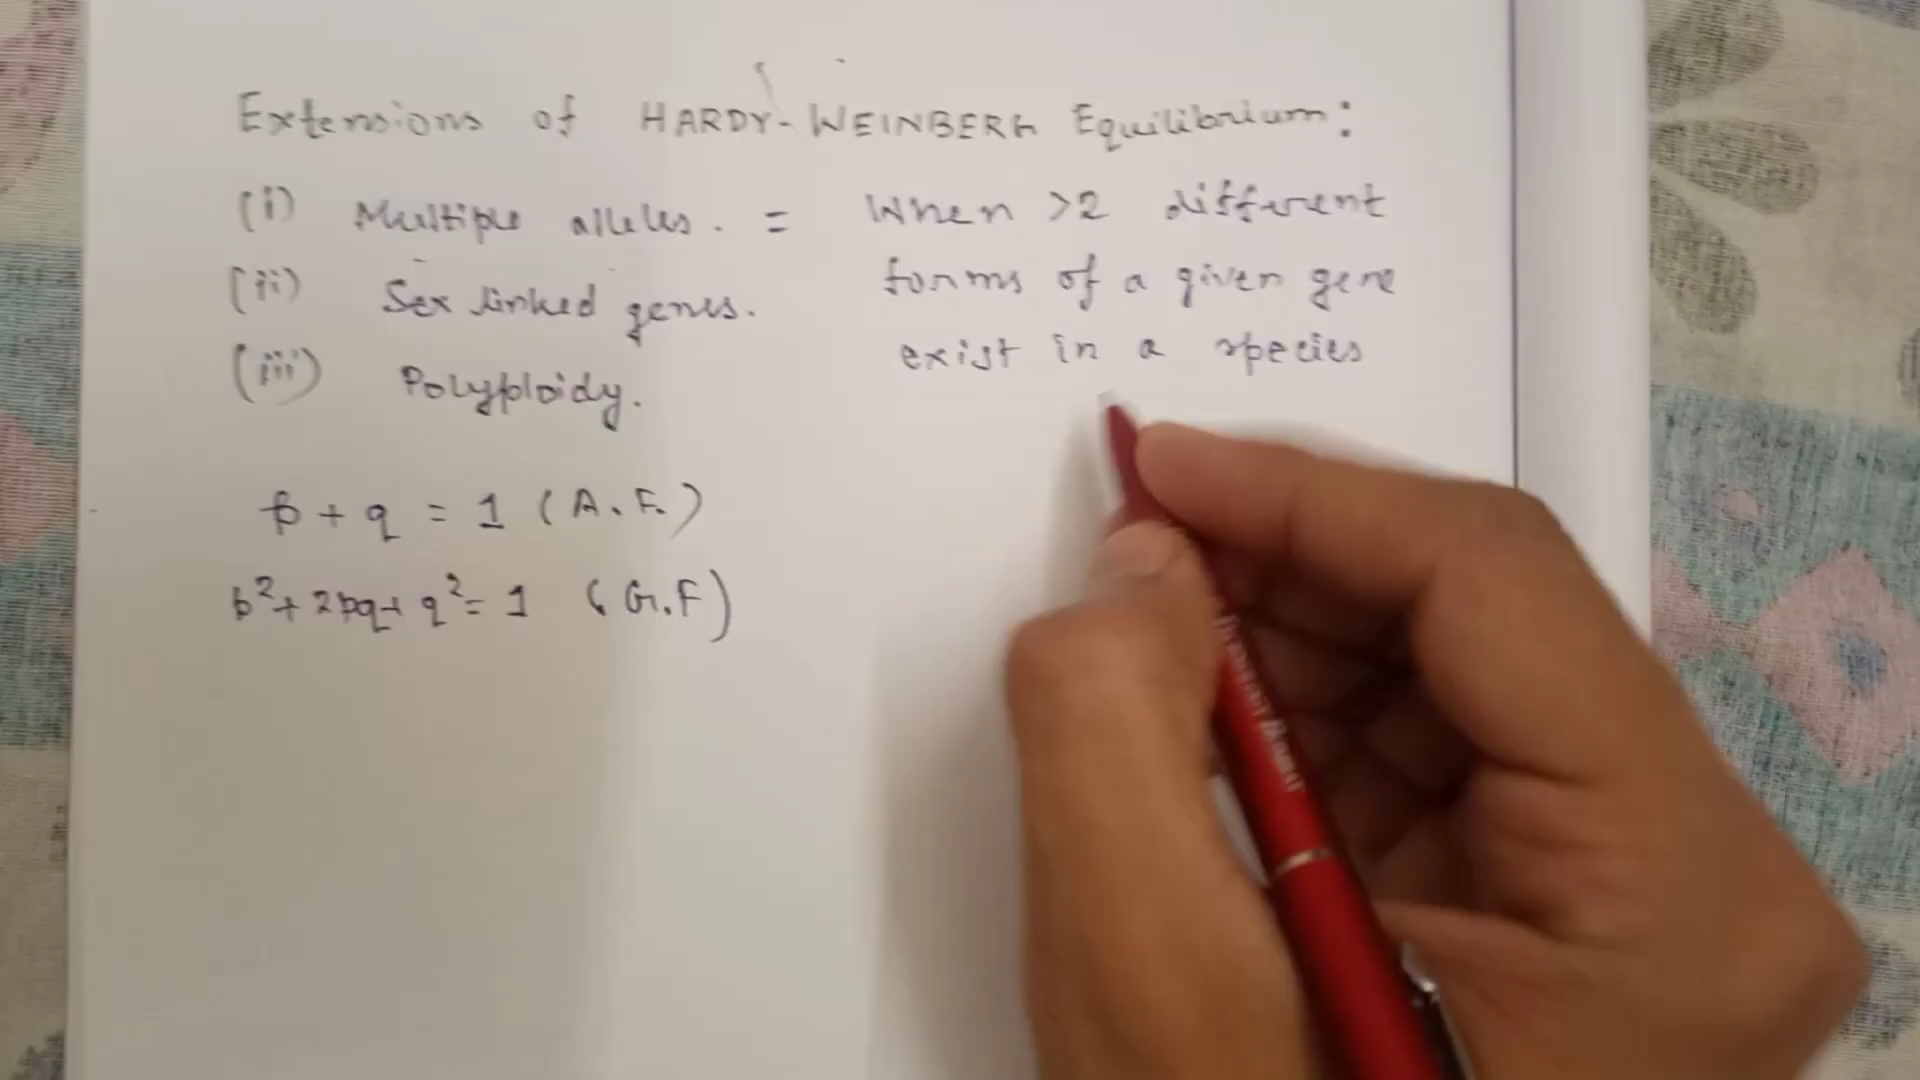 Extensions of HARDY-WEINBERG Equilibrium:
(i) Multiple alleles. = When >2 different
forms of a given gene
exist in a species
(ii) Sex linked genes.
(iii) Polyploidy.
p + q = 1 (A.F.)
p²+ 2pq+ q²= 1 (G.F)